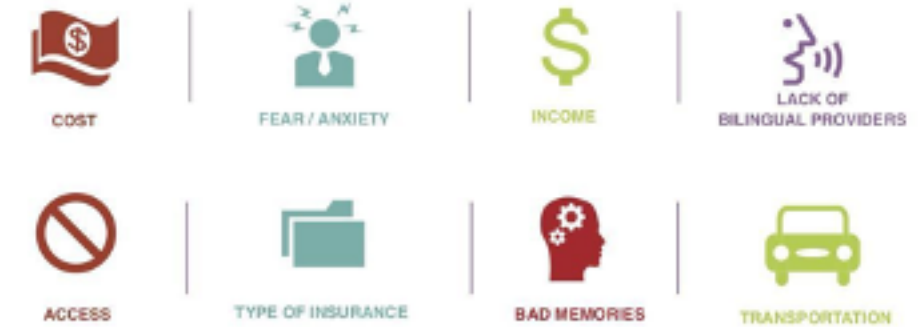 $
COST
FEAR / ANXIETY
$
INCOME
LACK OF
BILINGUAL PROVIDERS
ACCESS
TYPE OF INSURANCE
BAD MEMORIES
TRANSPORTATION